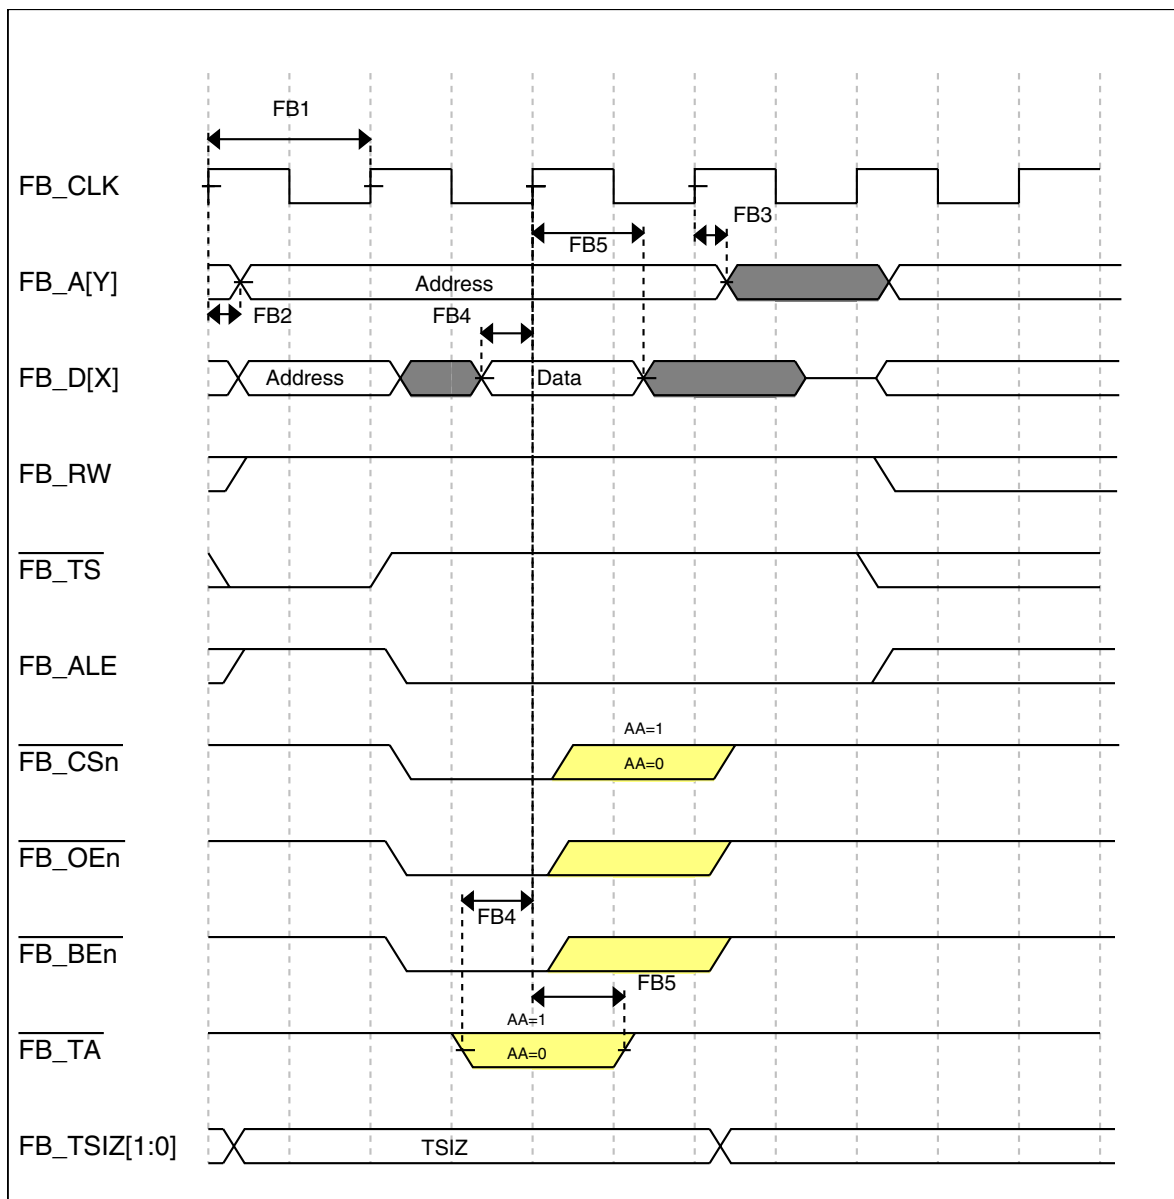 FB1
FB_CLK
FB3
FB5
FB_A[Y]
Address
FB2
FB4
FB_D[X]
Address
Data
FB_RW
FB_TS
FB_ALE
AA=1
FB_CSn
AA=0
FB_OEn
FB4
FB_BEn
FB5
AA=1
FB_TA
AA=0
FB_TSIZ[1:0]
TSIZ